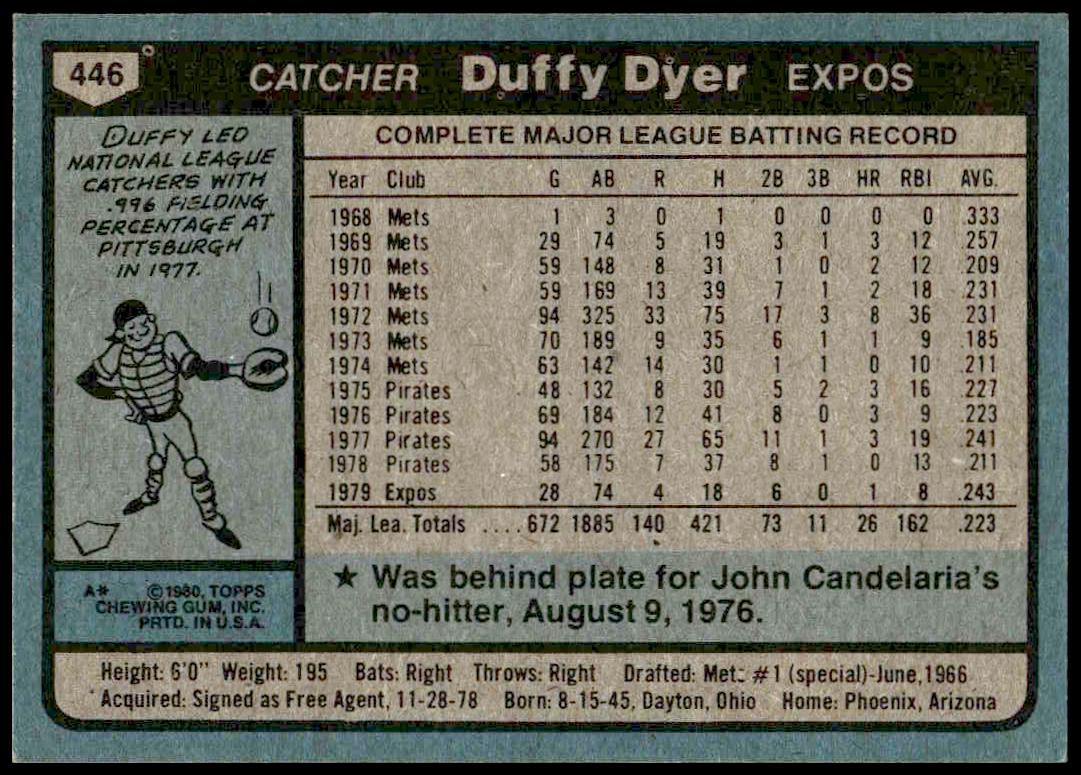 446 CATCHER Duffy Dyer EXPOS
DUFFY LED
NATIONAL LEAGUE
CATCHERS WITH
.996 FIELDING
PERCENTAGE AT
PITTSBURGH
IN 1977.
COMPLETE MAJOR LEAGUE BATTING RECORD
Year Club G AB R H 2B 3B HR RBI AVG.
1968 Mets 1 3 0 1 0 0 0 0 .333
1969 Mets 29 74 5 19 3 1 3 12 .257
1970 Mets 59 148 8 31 1 0 2 12 .209
1971 Mets 59 169 13 39 7 1 2 18 .231
1972 Mets 94 325 33 75 17 3 8 36 .231
1973 Mets 70 189 9 35 6 1 1 9 .185
1974 Mets 63 142 14 30 1 1 0 10 .211
1975 Pirates 48 132 8 30 5 2 3 16 .227
1976 Pirates 69 184 12 41 8 0 3 9 .223
1977 Pirates 94 270 27 65 11 1 3 19 .241
1978 Pirates 58 175 7 37 8 1 0 13 .211
1979 Expos 28 74 4 18 6 0 1 8 .243
Maj. Lea. Totals ....672 1885 140 421 73 11 26 162 .223
★ Was behind plate for John Candelaria's
no-hitter, August 9, 1976.
A* ©1980, TOPPS
CHEWING GUM, INC.
PRTD. IN U.S.A.
Height: 6'0" Weight: 195 Bats: Right Throws: Right Drafted: Mets #1 (special)-June,1966
Acquired: Signed as Free Agent, 11-28-78 Born: 8-15-45, Dayton, Ohio Home: Phoenix, Arizona